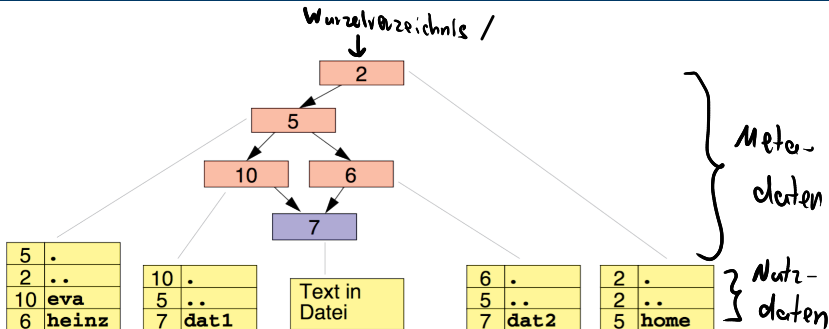 Wurzelverzeichnis /
2
5
10
6
7
Meta-
daten
5 .
2 ..
10 eva
6 heinz
10 .
5 ..
7 dat1
Text in
Datei
6 .
5 ..
7 dat2
2 .
2 ..
5 home
Nutz-
daten